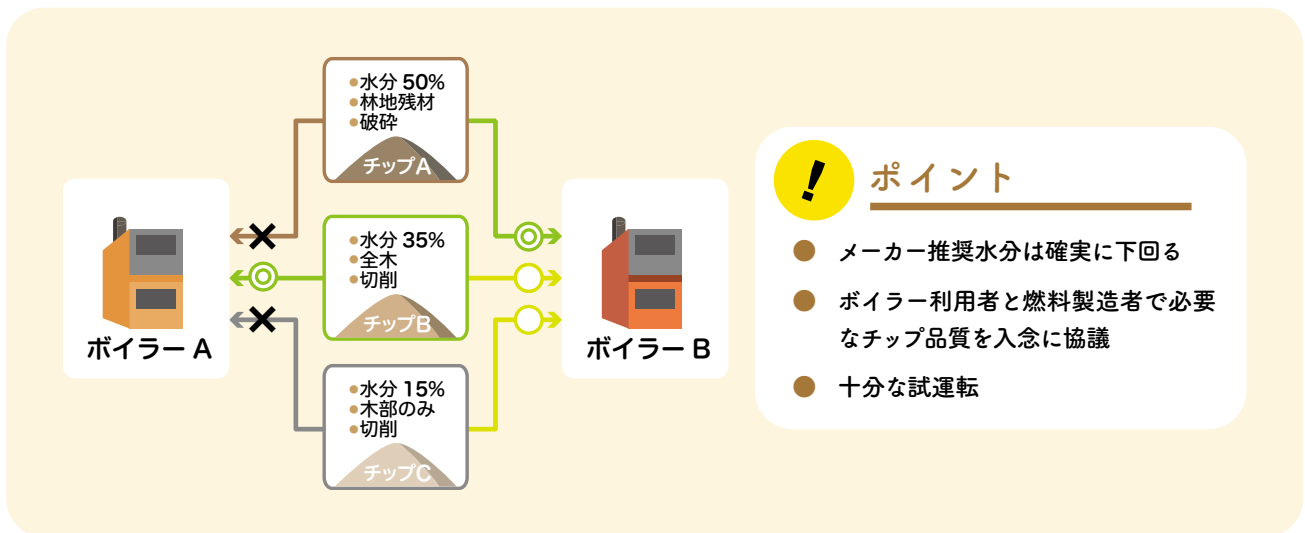 ●水分 50%
●林地残材
●破砕
チップA
●水分 35%
●全木
●切削
チップB
●水分 15%
●木部のみ
●切削
チップC
ボイラー A
ボイラー B
!
ポイント
● メーカー推奨水分は確実に下回る
● ボイラー利用者と燃料製造者で必要
なチップ品質を入念に協議
● 十分な試運転